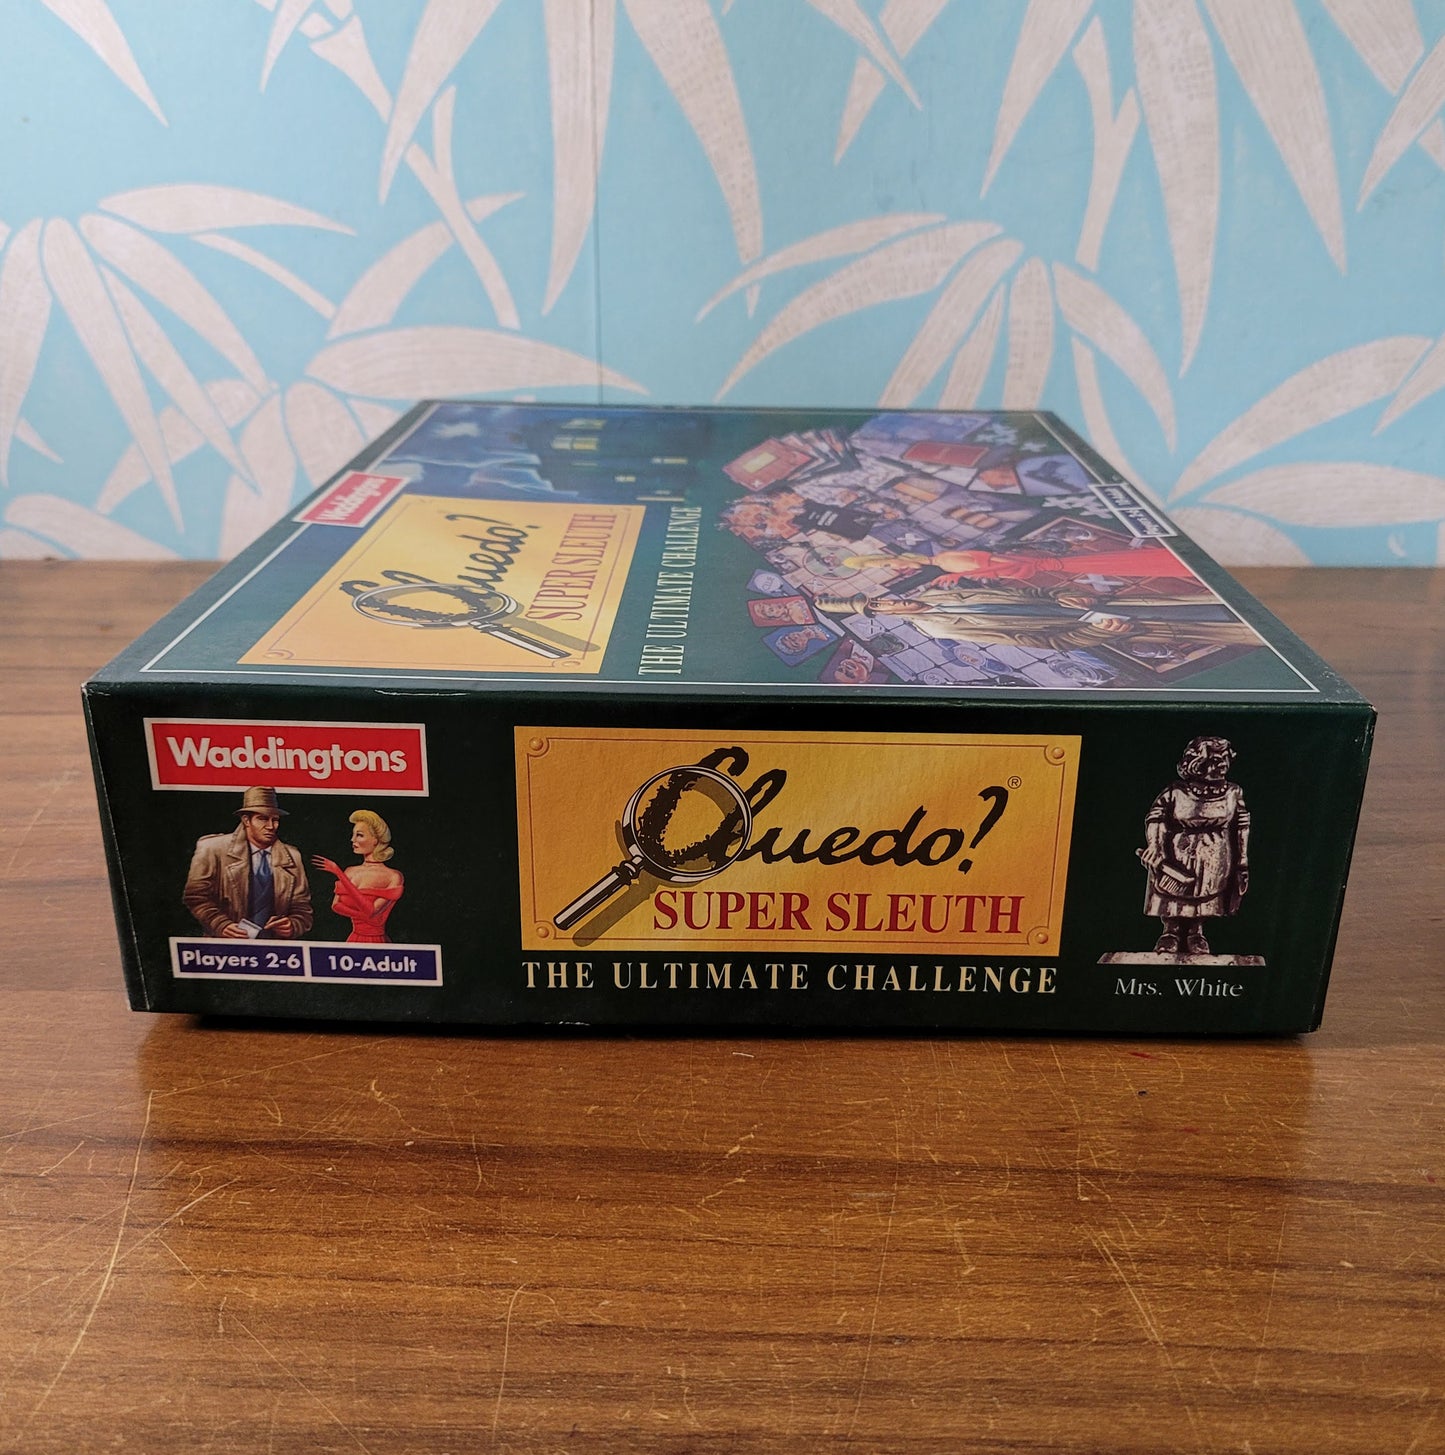 Waddingtons
Cluedo?
SUPER SLEUTH
THE ULTIMATE CHALLENGE
Waddingtons
Cluedo?®
SUPER SLEUTH
THE ULTIMATE CHALLENGE
Players 2-6
10-Adult
Mrs. White